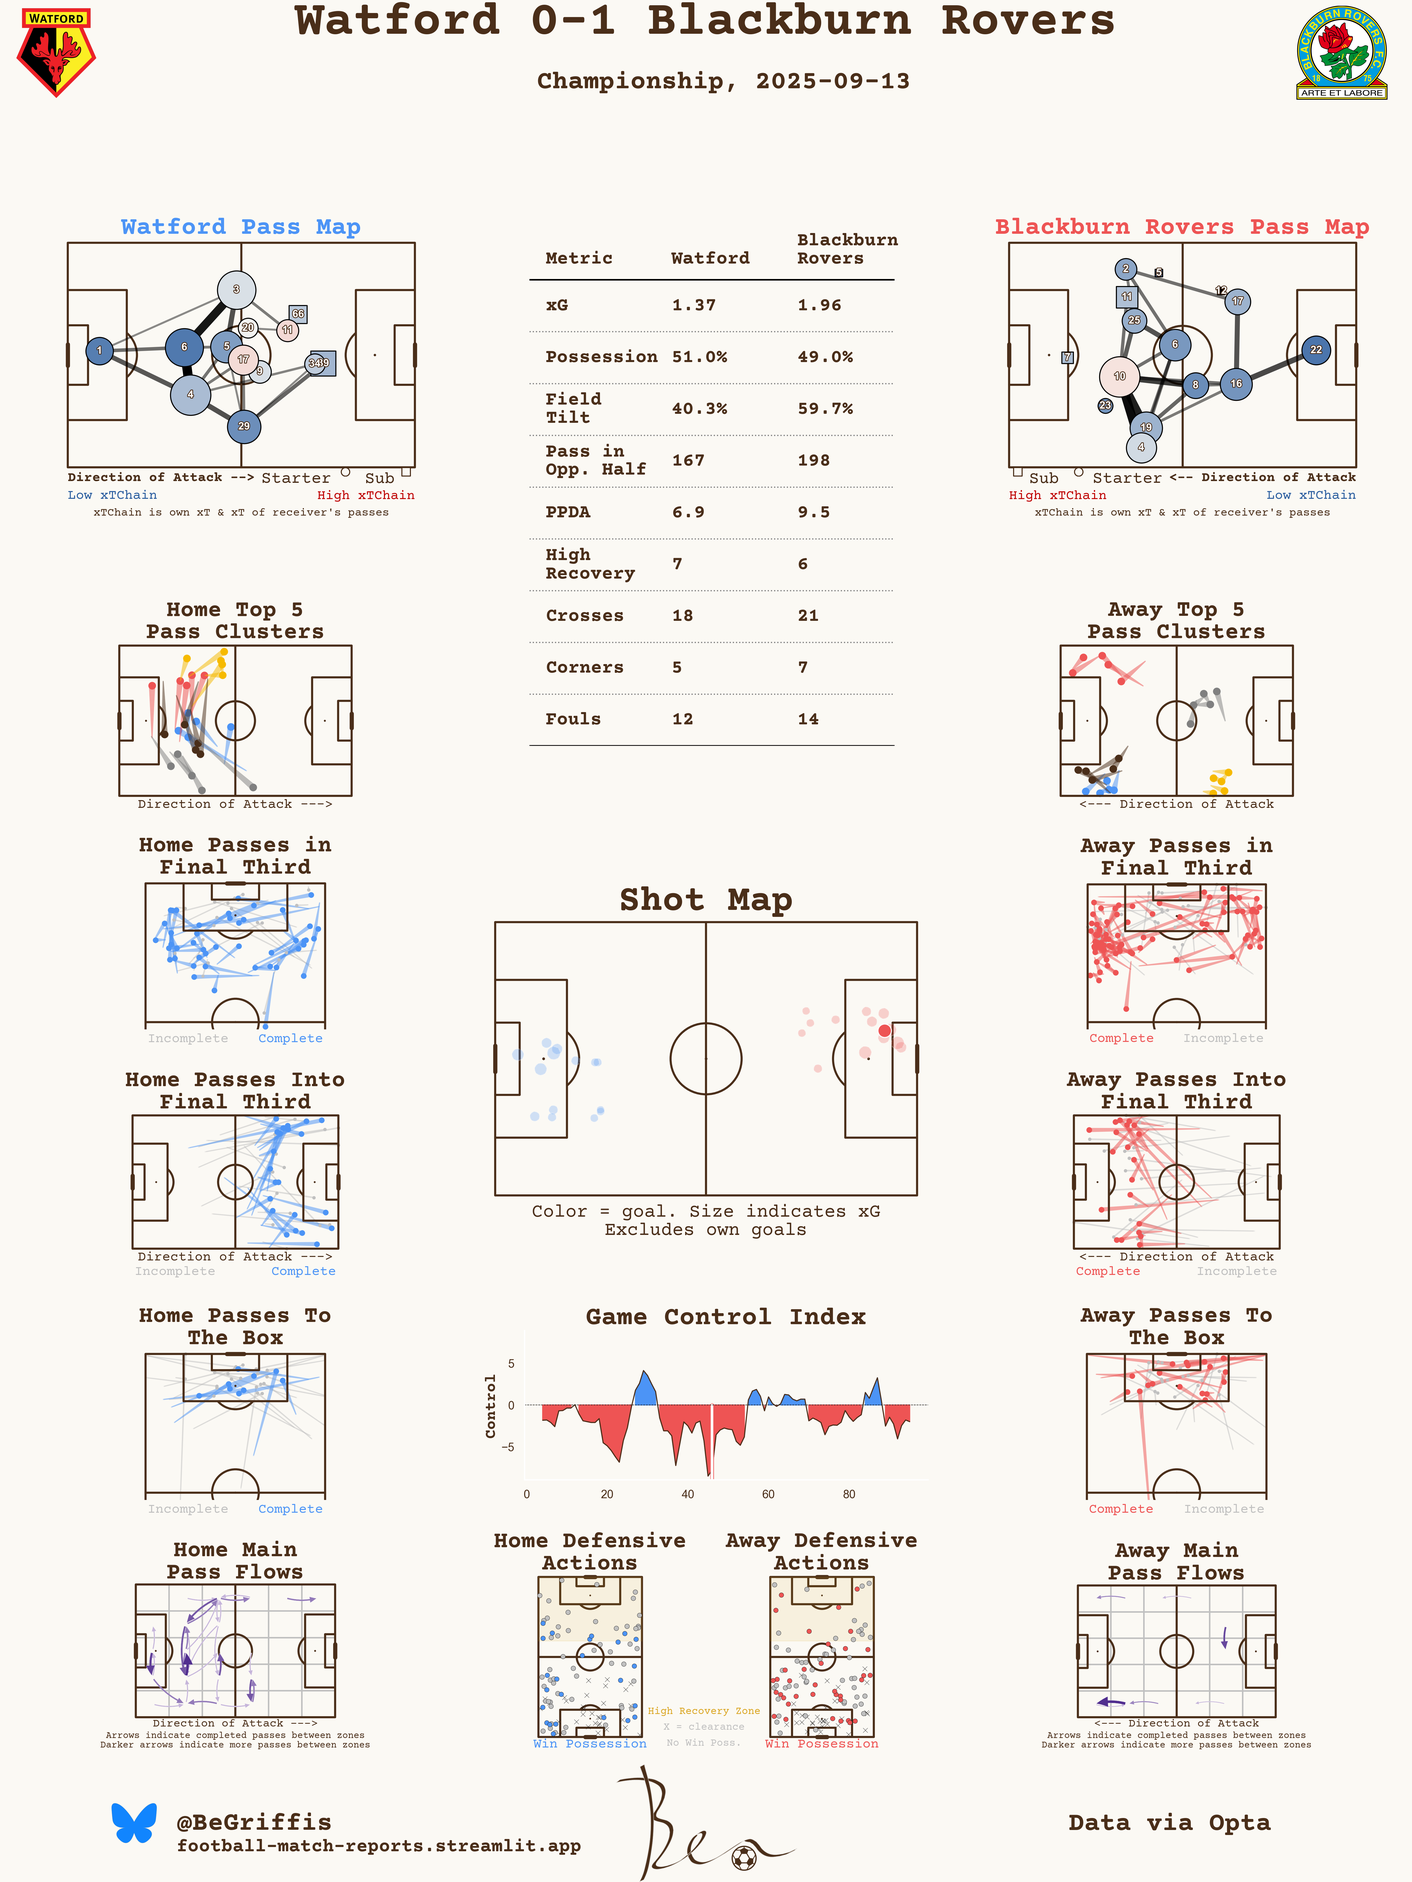 Watford 0-1 Blackburn Rovers
Championship, 2025-09-13
WATFORD
BLACKBURN ROVERS F.C.
18 75
ARTE ET LABORE
Watford Pass Map
3
66
20
11
1
6
5
17
9
34
39
4
29
Direction of Attack --> Starter Sub
Low xTChain High xTChain
xTChain is own xT & xT of receiver's passes
Metric Watford Blackburn Rovers
xG 1.37 1.96
Possession 51.0% 49.0%
Field Tilt 40.3% 59.7%
Pass in Opp. Half 167 198
PPDA 6.9 9.5
High Recovery 7 6
Crosses 18 21
Corners 5 7
Fouls 12 14
Blackburn Rovers Pass Map
2
5
11
12
17
25
6
7
22
10
8
16
23
19
4
Sub Starter <-- Direction of Attack
High xTChain Low xTChain
xTChain is own xT & xT of receiver's passes
Home Top 5
Pass Clusters
Direction of Attack --->
Away Top 5
Pass Clusters
<--- Direction of Attack
Home Passes in
Final Third
Incomplete Complete
Away Passes in
Final Third
Complete Incomplete
Shot Map
Color = goal. Size indicates xG
Excludes own goals
Home Passes Into
Final Third
Direction of Attack --->
Incomplete Complete
Away Passes Into
Final Third
<--- Direction of Attack
Complete Incomplete
Home Passes To
The Box
Incomplete Complete
Game Control Index
Control
5
0
−5
0 20 40 60 80
Away Passes To
The Box
Complete Incomplete
Home Main
Pass Flows
Direction of Attack --->
Arrows indicate completed passes between zones
Darker arrows indicate more passes between zones
Home Defensive
Actions
Win Possession
Away Defensive
Actions
Win Possession
High Recovery Zone
X = clearance
No Win Poss.
Away Main
Pass Flows
<--- Direction of Attack
Arrows indicate completed passes between zones
Darker arrows indicate more passes between zones
@BeGriffis
football-match-reports.streamlit.app
Ben
Data via Opta